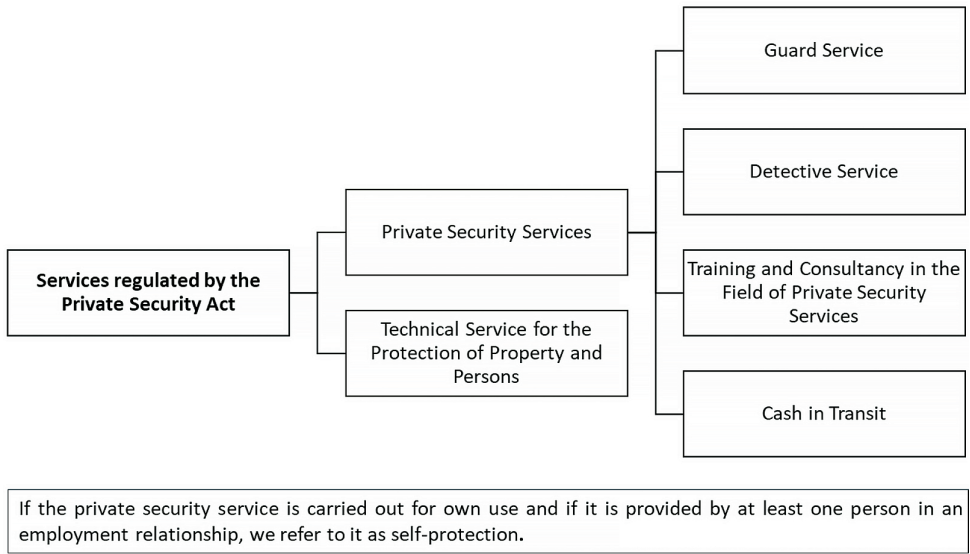 Guard Service
Detective Service
Private Security Services
Services regulated by the
Private Security Act
Training and Consultancy in the
Field of Private Security
Services
Technical Service for the
Protection of Property and
Persons
Cash in Transit
If the private security service is carried out for own use and if it is provided by at least one person in an
employment relationship, we refer to it as self-protection.